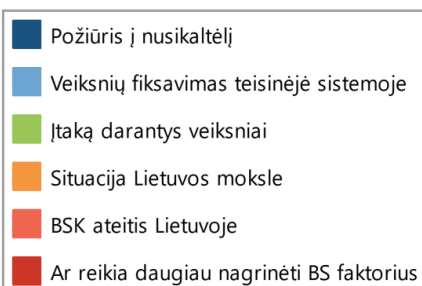 Požiūris į nusikaltėlį
Veiksnių fiksavimas teisinėje sistemoje
Įtaką darantys veiksniai
Situacija Lietuvos moksle
BSK ateitis Lietuvoje
Ar reikia daugiau nagrinėti BS faktorius